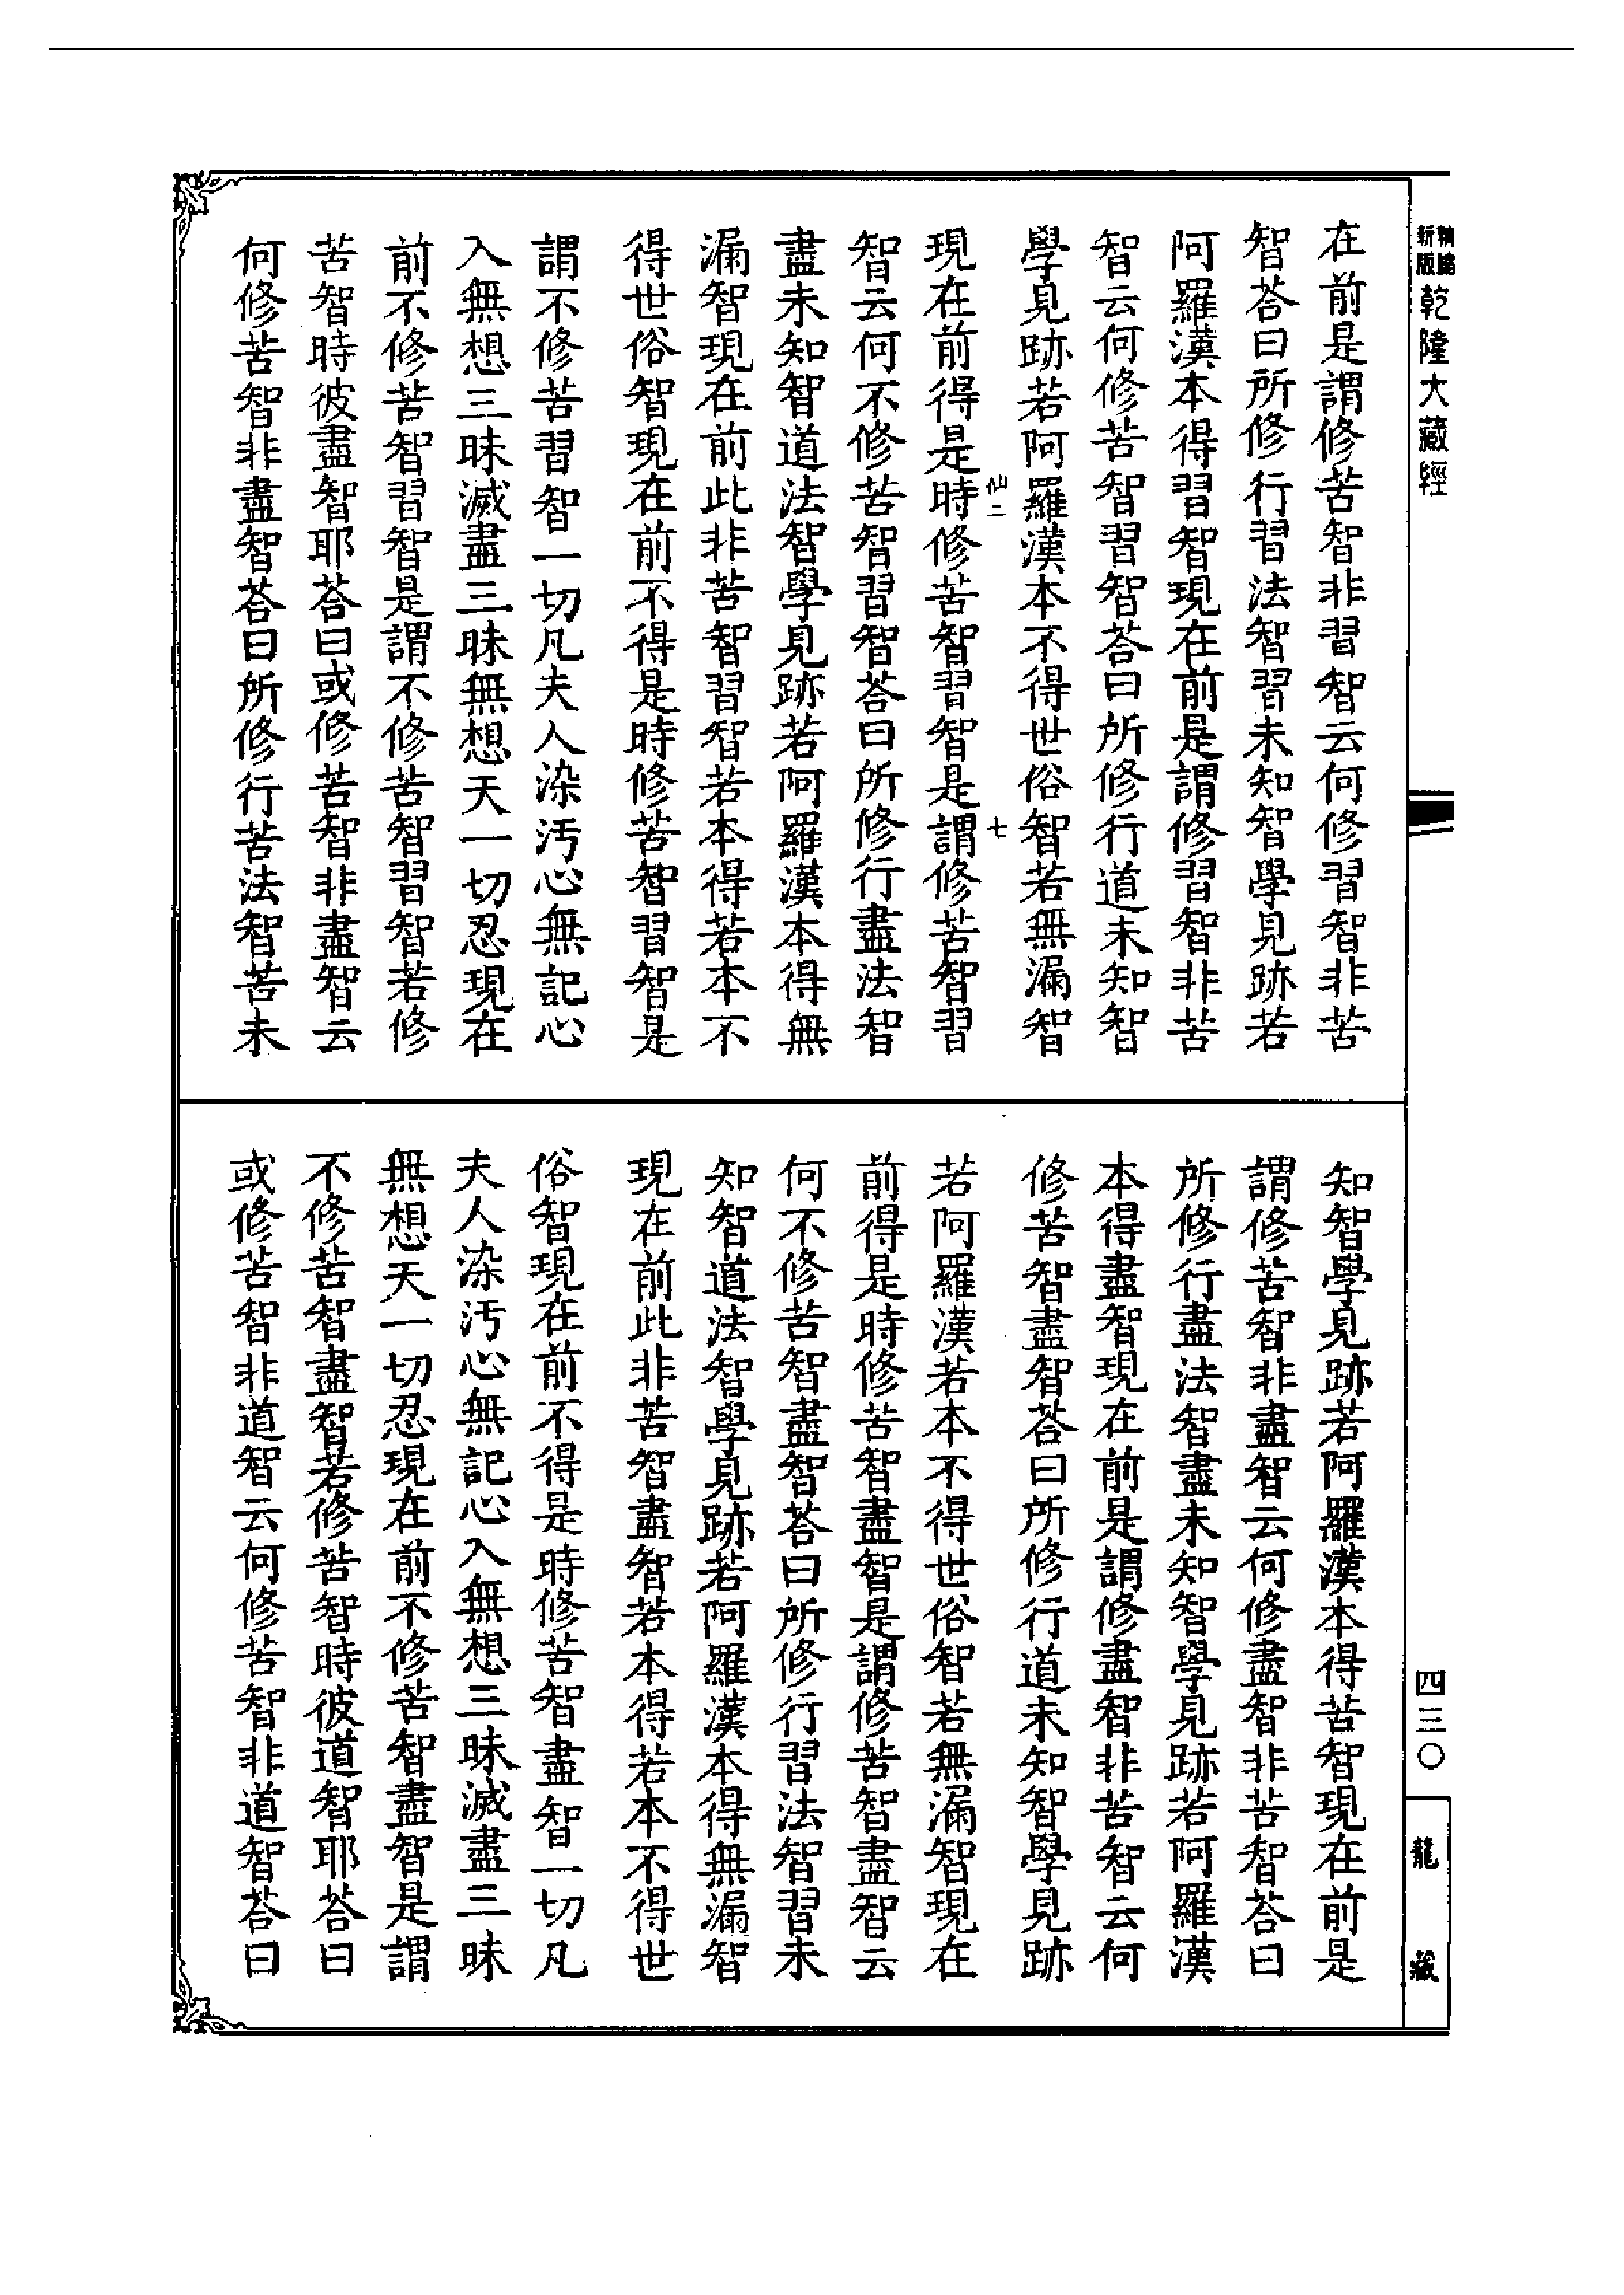 新版
精縮
乾隆大藏經
在前是謂修苦智非習智云何修習智非苦
智荅曰所修行習法智習未知智學見跡若
阿羅漢本得習智現在前是謂修習智非苦
智云何修苦智習智荅曰所修行道未知智
學見跡若阿羅漢本不得世俗智若無漏智
仙二
七
現在前得是時修苦智習智是謂修苦智習
智云何不修苦智習智荅曰所修行盡法智
盡未知智道法智學見跡若阿羅漢本得無
漏智現在前此非苦智習智若本得若本不
得世俗智現在前不得是時修苦智習智是
謂不修苦習智一切凡夫人染汚心無記心
入無想三昧滅盡三昧無想天一切忍現在
前不修苦智習智是謂不修苦智習智若修
苦智時彼盡智耶荅曰或修苦智非盡智云
何修苦智非盡智荅曰所修行苦法智苦未
知智學見跡若阿羅漢本得苦智現在前是
謂修苦智非盡智云何修盡智非苦智荅曰
所修行盡法智盡未知智學見跡若阿羅漢
本得盡智現在前是謂修盡智非苦智云何
修苦智盡智荅曰所修行道未知智學見跡
若阿羅漢若本不得世俗智若無漏智現在
前得是時修苦智盡智是謂修苦智盡智云
何不修苦智盡智荅曰所修行習法智習未
知智道法智學見跡若阿羅漢本得無漏智
現在前此非苦智盡智若本得若本不得世
俗智現在前不得是時修苦智盡智一切凡
夫人染汚心無記心入無想三昧滅盡三昧
無想天一切忍現在前不修苦智盡智是謂
不修苦智盡智若修苦智時彼道智耶荅曰
或修苦智非道智云何修苦智非道智荅曰
四三〇
龍藏